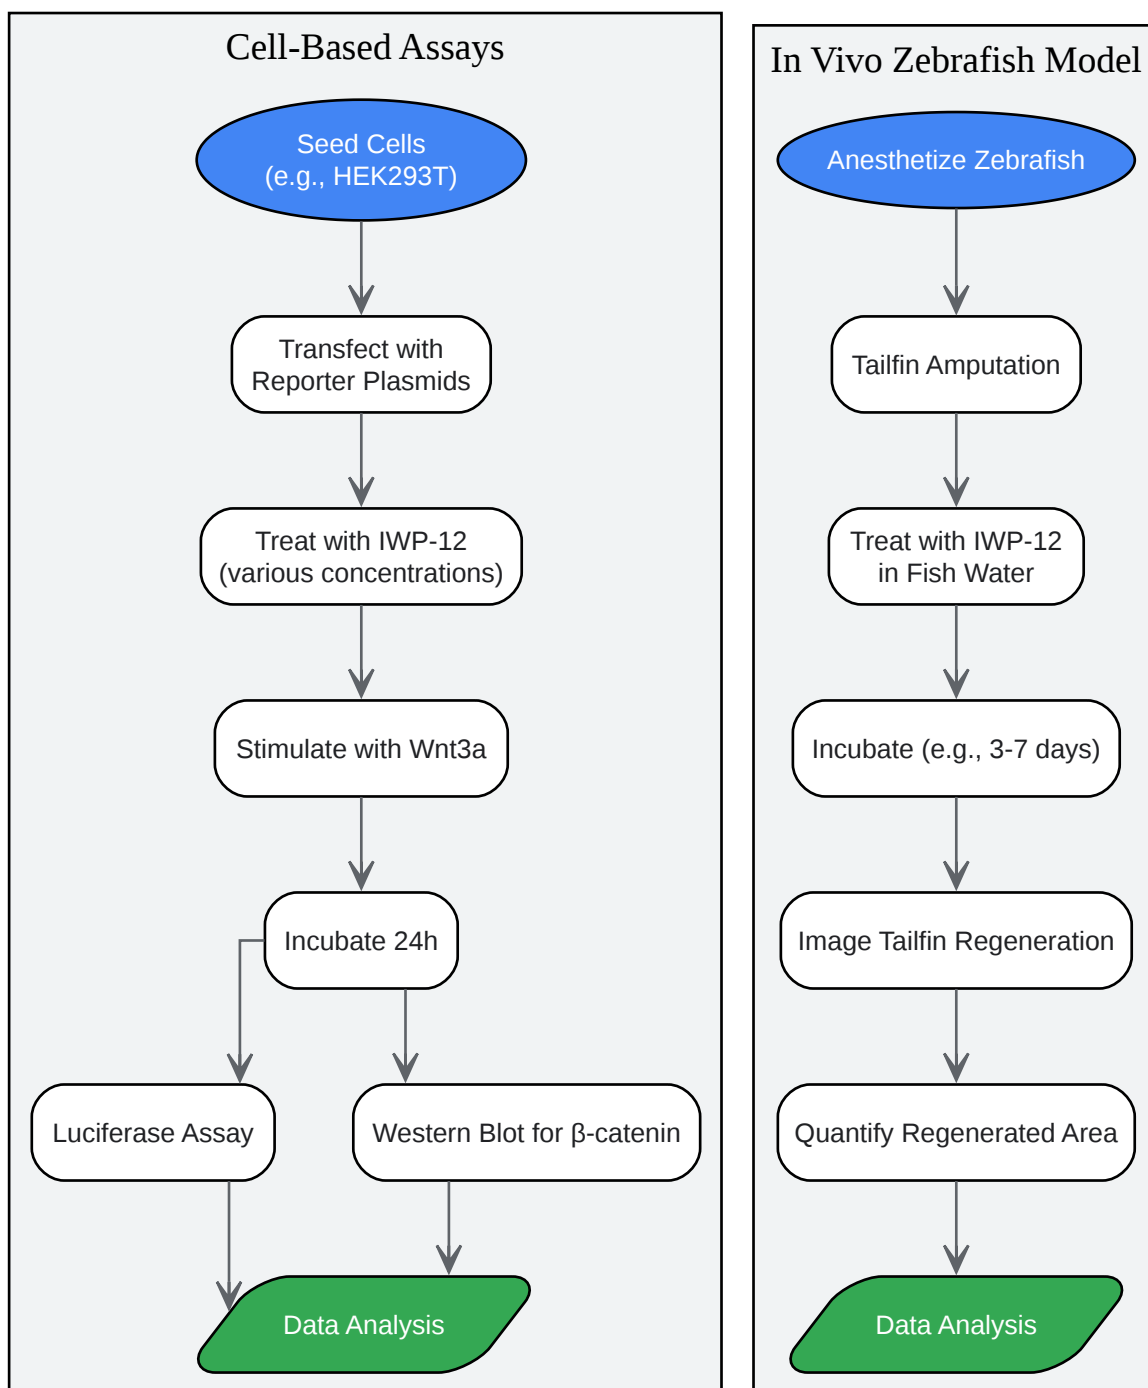 Cell-Based Assays
Seed Cells
(e.g., HEK293T)
Transfect with
Reporter Plasmids
Treat with IWP-12
(various concentrations)
Stimulate with Wnt3a
Incubate 24h
Luciferase Assay
Western Blot for β-catenin
Data Analysis
In Vivo Zebrafish Model
Anesthetize Zebrafish
Tailfin Amputation
Treat with IWP-12
in Fish Water
Incubate (e.g., 3-7 days)
Image Tailfin Regeneration
Quantify Regenerated Area
Data Analysis